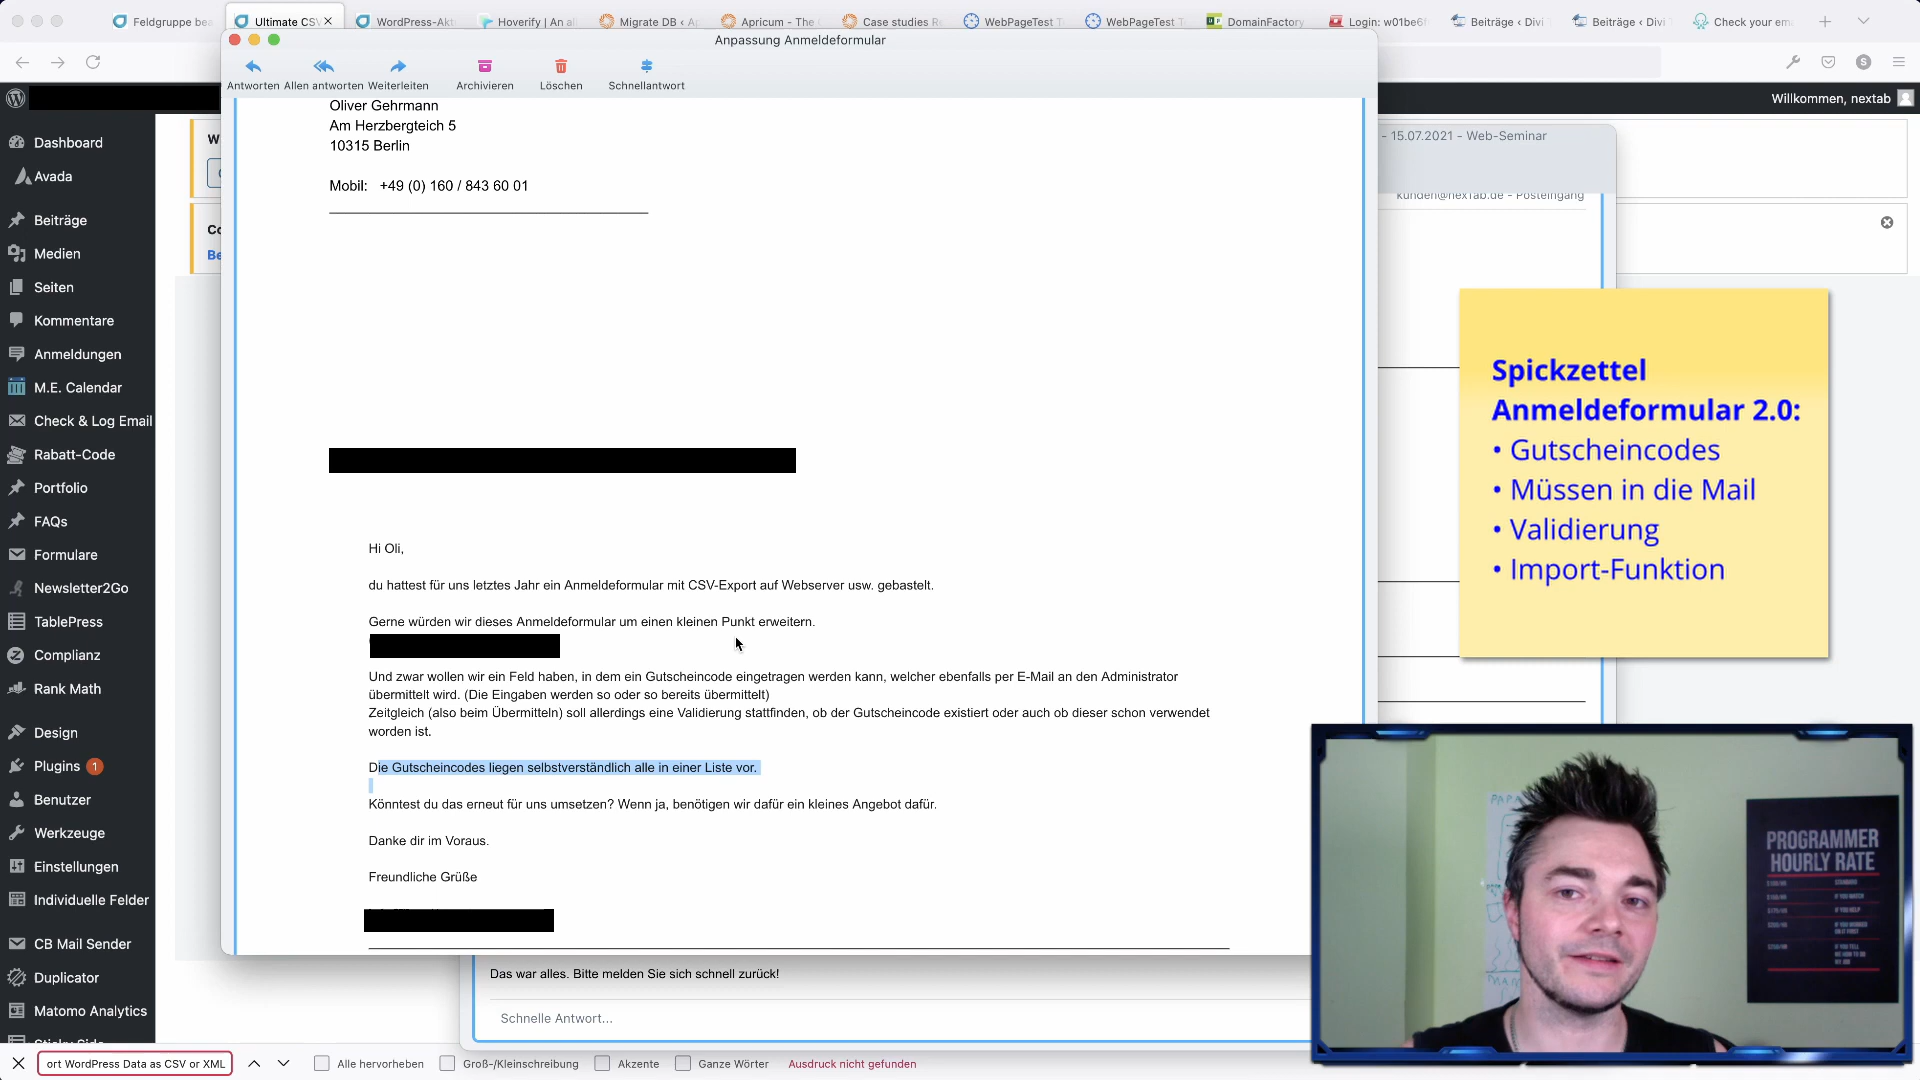 Feldgruppe bea
Ultimate CSV
WordPress-Akt
Hoverify | An al
Migrate DB ‹ Ap
Apricum - The
Case studies R
WebPageTest T
WebPageTest T
DomainFactory
Login: w01be6
Beiträge ‹ Divi
Beiträge ‹ Divi
Check your ema
Anpassung Anmeldeformular
Antworten Allen antworten Weiterleiten Archivieren Löschen Schnellantwort
Willkommen, nextab
Dashboard
Avada
Beiträge
Medien
Seiten
Kommentare
Anmeldungen
M.E. Calendar
Check & Log Email
Rabatt-Code
Portfolio
FAQs
Formulare
Newsletter2Go
TablePress
Complianz
Rank Math
Design
Plugins 1
Benutzer
Werkzeuge
Einstellungen
Individuelle Felder
CB Mail Sender
Duplicator
Matomo Analytics
W
Co
Be
Oliver Gehrmann
Am Herzbergteich 5
10315 Berlin
Mobil: +49 (0) 160 / 843 60 01
Hi Oli,
du hattest für uns letztes Jahr ein Anmeldeformular mit CSV-Export auf Webserver usw. gebastelt.
Gerne würden wir dieses Anmeldeformular um einen kleinen Punkt erweitern.
Und zwar wollen wir ein Feld haben, in dem ein Gutscheincode eingetragen werden kann, welcher ebenfalls per E-Mail an den Administrator
übermittelt wird. (Die Eingaben werden so oder so bereits übermittelt)
Zeitgleich (also beim Übermitteln) soll allerdings eine Validierung stattfinden, ob der Gutscheincode existiert oder auch ob dieser schon verwendet
worden ist.
Die Gutscheincodes liegen selbstverständlich alle in einer Liste vor.
Könntest du das erneut für uns umsetzen? Wenn ja, benötigen wir dafür ein kleines Angebot dafür.
Danke dir im Voraus.
Freundliche Grüße
- 15.07.2021 - Web-Seminar
kunden@nextab.de - Posteingang
Spickzettel
Anmeldeformular 2.0:
• Gutscheincodes
• Müssen in die Mail
• Validierung
• Import-Funktion
PROGRAMMER
HOURLY RATE
Das war alles. Bitte melden Sie sich schnell zurück!
Schnelle Antwort...
ort WordPress Data as CSV or XML
Alle hervorheben
Groß-/Kleinschreibung
Akzente
Ganze Wörter
Ausdruck nicht gefunden